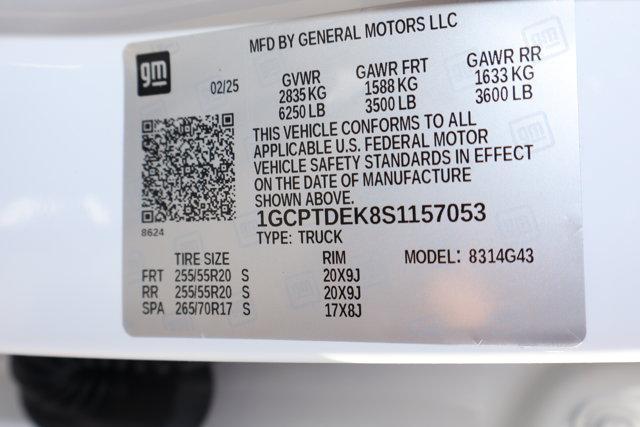 MFD BY GENERAL MOTORS LLC
gm
02/25
GVWR GAWR FRT GAWR RR
2835 KG 1588 KG 1633 KG
6250 LB 3500 LB 3600 LB
THIS VEHICLE CONFORMS TO ALL
APPLICABLE U.S. FEDERAL MOTOR
VEHICLE SAFETY STANDARDS IN EFFECT
ON THE DATE OF MANUFACTURE
SHOWN ABOVE.
8624
1GCPTDEK8S1157053
TYPE: TRUCK
TIRE SIZE RIM MODEL: 8314G43
FRT 255/55R20 S 20X9J
RR 255/55R20 S 20X9J
SPA 265/70R17 S 17X8J